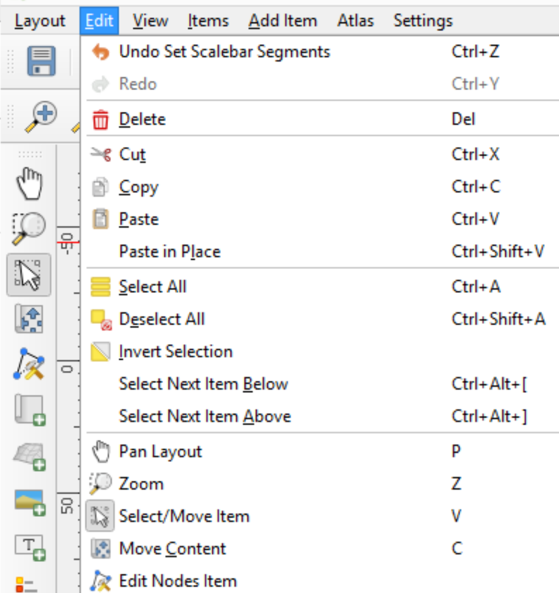 Layout Edit View Items Add Item Atlas Settings
Undo Set Scalebar Segments Ctrl+Z
Redo Ctrl+Y
Delete Del
Cut Ctrl+X
Copy Ctrl+C
Paste Ctrl+V
Paste in Place Ctrl+Shift+V
Select All Ctrl+A
Deselect All Ctrl+Shift+A
Invert Selection
Select Next Item Below Ctrl+Alt+[
Select Next Item Above Ctrl+Alt+]
Pan Layout P
Zoom Z
Select/Move Item V
Move Content C
Edit Nodes Item
-50
0
50
T